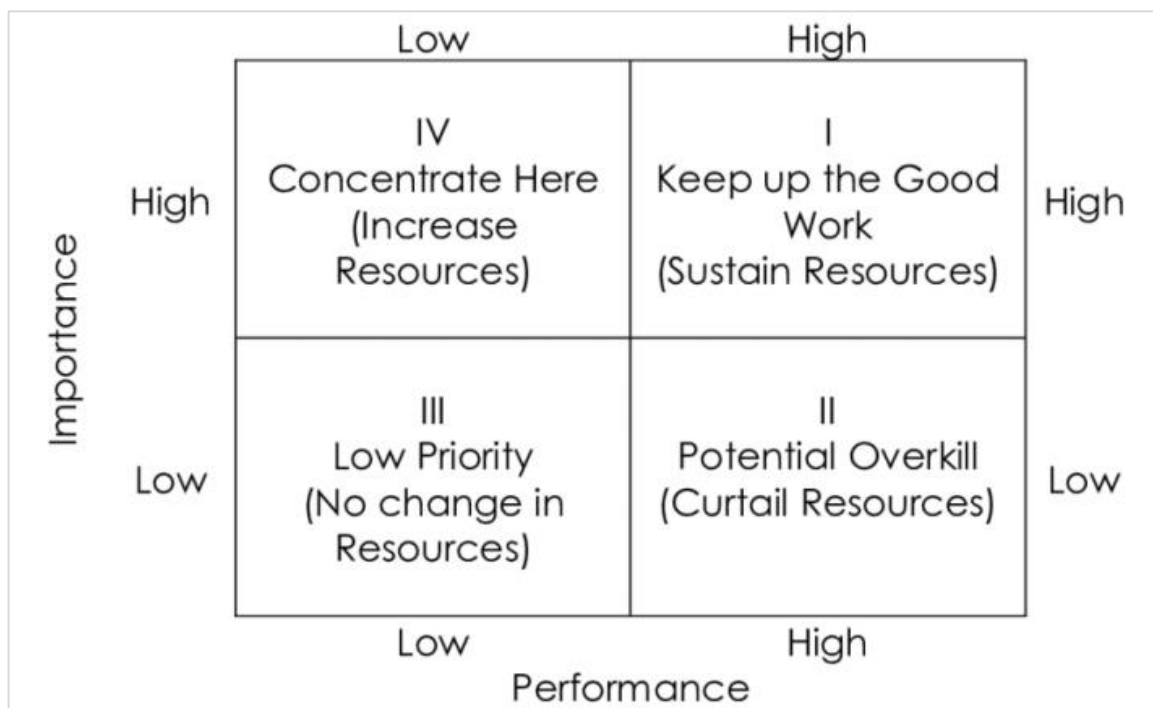 Low
High
IV
Concentrate Here
(Increase
Resources)
I
Keep up the Good
Work
(Sustain Resources)
High
High
Importance
III
Low Priority
(No change in
Resources)
II
Potential Overkill
(Curtail Resources)
Low
Low
Low
High
Performance